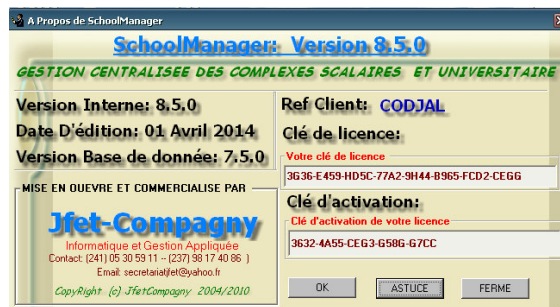 A Propos de SchoolManager
SchoolManager: Version 8.5.0
GESTION CENTRALISEE DES COMPLEXES SCALAIRES ET UNIVERSITAIRE
Version Interne: 8.5.0
Date D'édition: 01 Avril 2014
Version Base de donnée: 7.5.0
MISE EN OUEVRE ET COMMERCIALISE PAR
Jfet-Compagny
Informatique et Gestion Appliquée
Contact: (241) 05 30 59 11 -- (237) 98 17 40 86 )
Email: secretariatjfet@yahoo.fr
CopyRight (c) JfetCompagny 2004/2010
Ref Client: CODJAL
Clé de licence:
Votre clé de licence
3G36-E459-HD5C-77A2-9H44-B965-FCD2-CEGG
Clé d'activation:
Clé d'activation de votre licence
3632-4A55-CEG3-G58G-G7CC
OK ASTUCE FERME